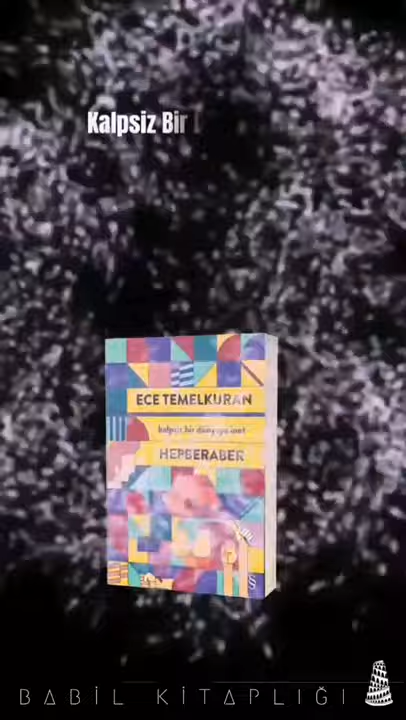 Kalpsiz Bir
ECE TEMELKURAN
kalpsiz bir dünyaya inat
HEPBERABER
BABİL KİTAPLIĞI